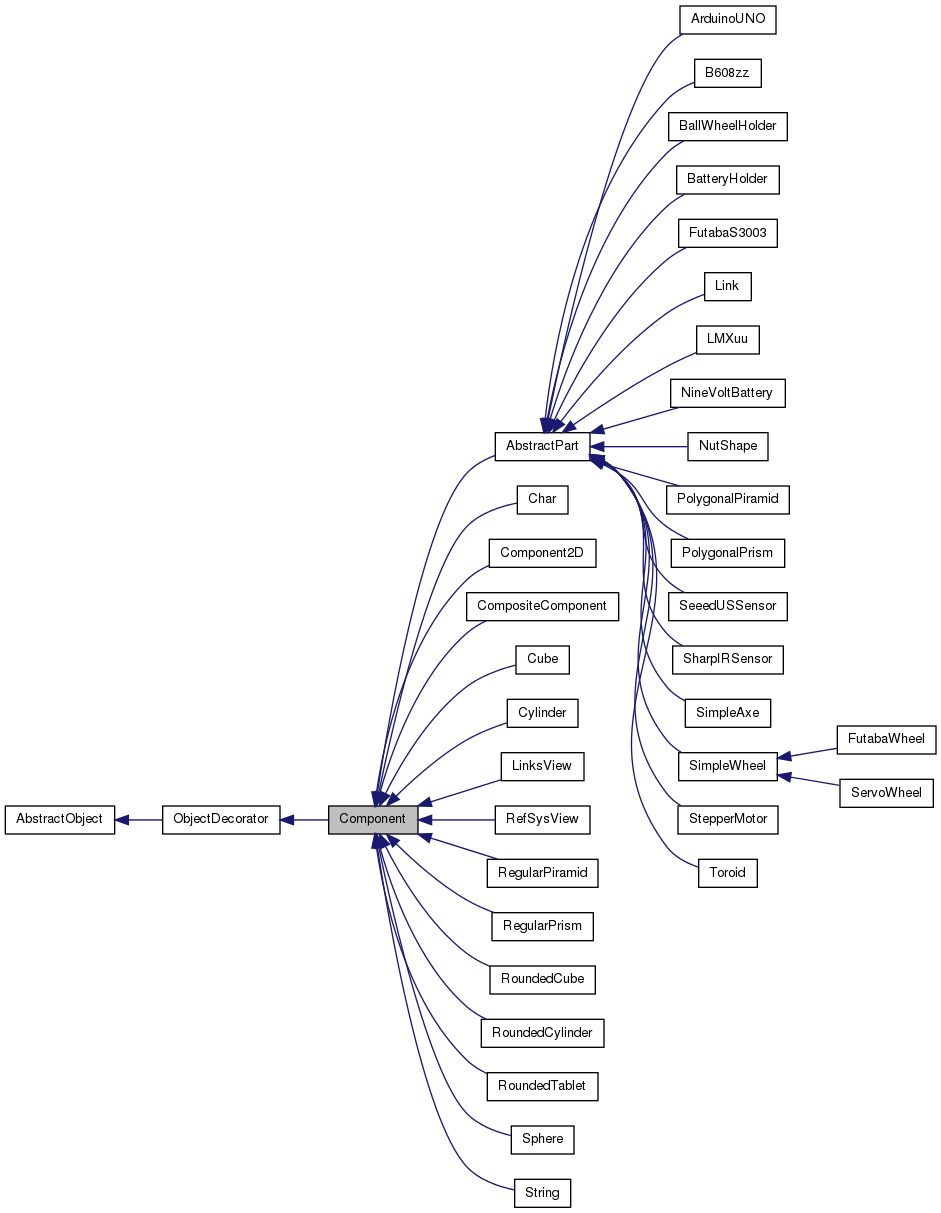 ArduinoUNO
B608zz
BallWheelHolder
BatteryHolder
FutabaS3003
Link
LMXuu
NineVoltBattery
AbstractPart
NutShape
Char
PolygonalPiramid
Component2D
PolygonalPrism
CompositeComponent
SeeedUSSensor
Cube
SharpIRSensor
Cylinder
SimpleAxe
FutabaWheel
LinksView
SimpleWheel
ServoWheel
AbstractObject
ObjectDecorator
Component
RefSysView
StepperMotor
RegularPiramid
Toroid
RegularPrism
RoundedCube
RoundedCylinder
RoundedTablet
Sphere
String